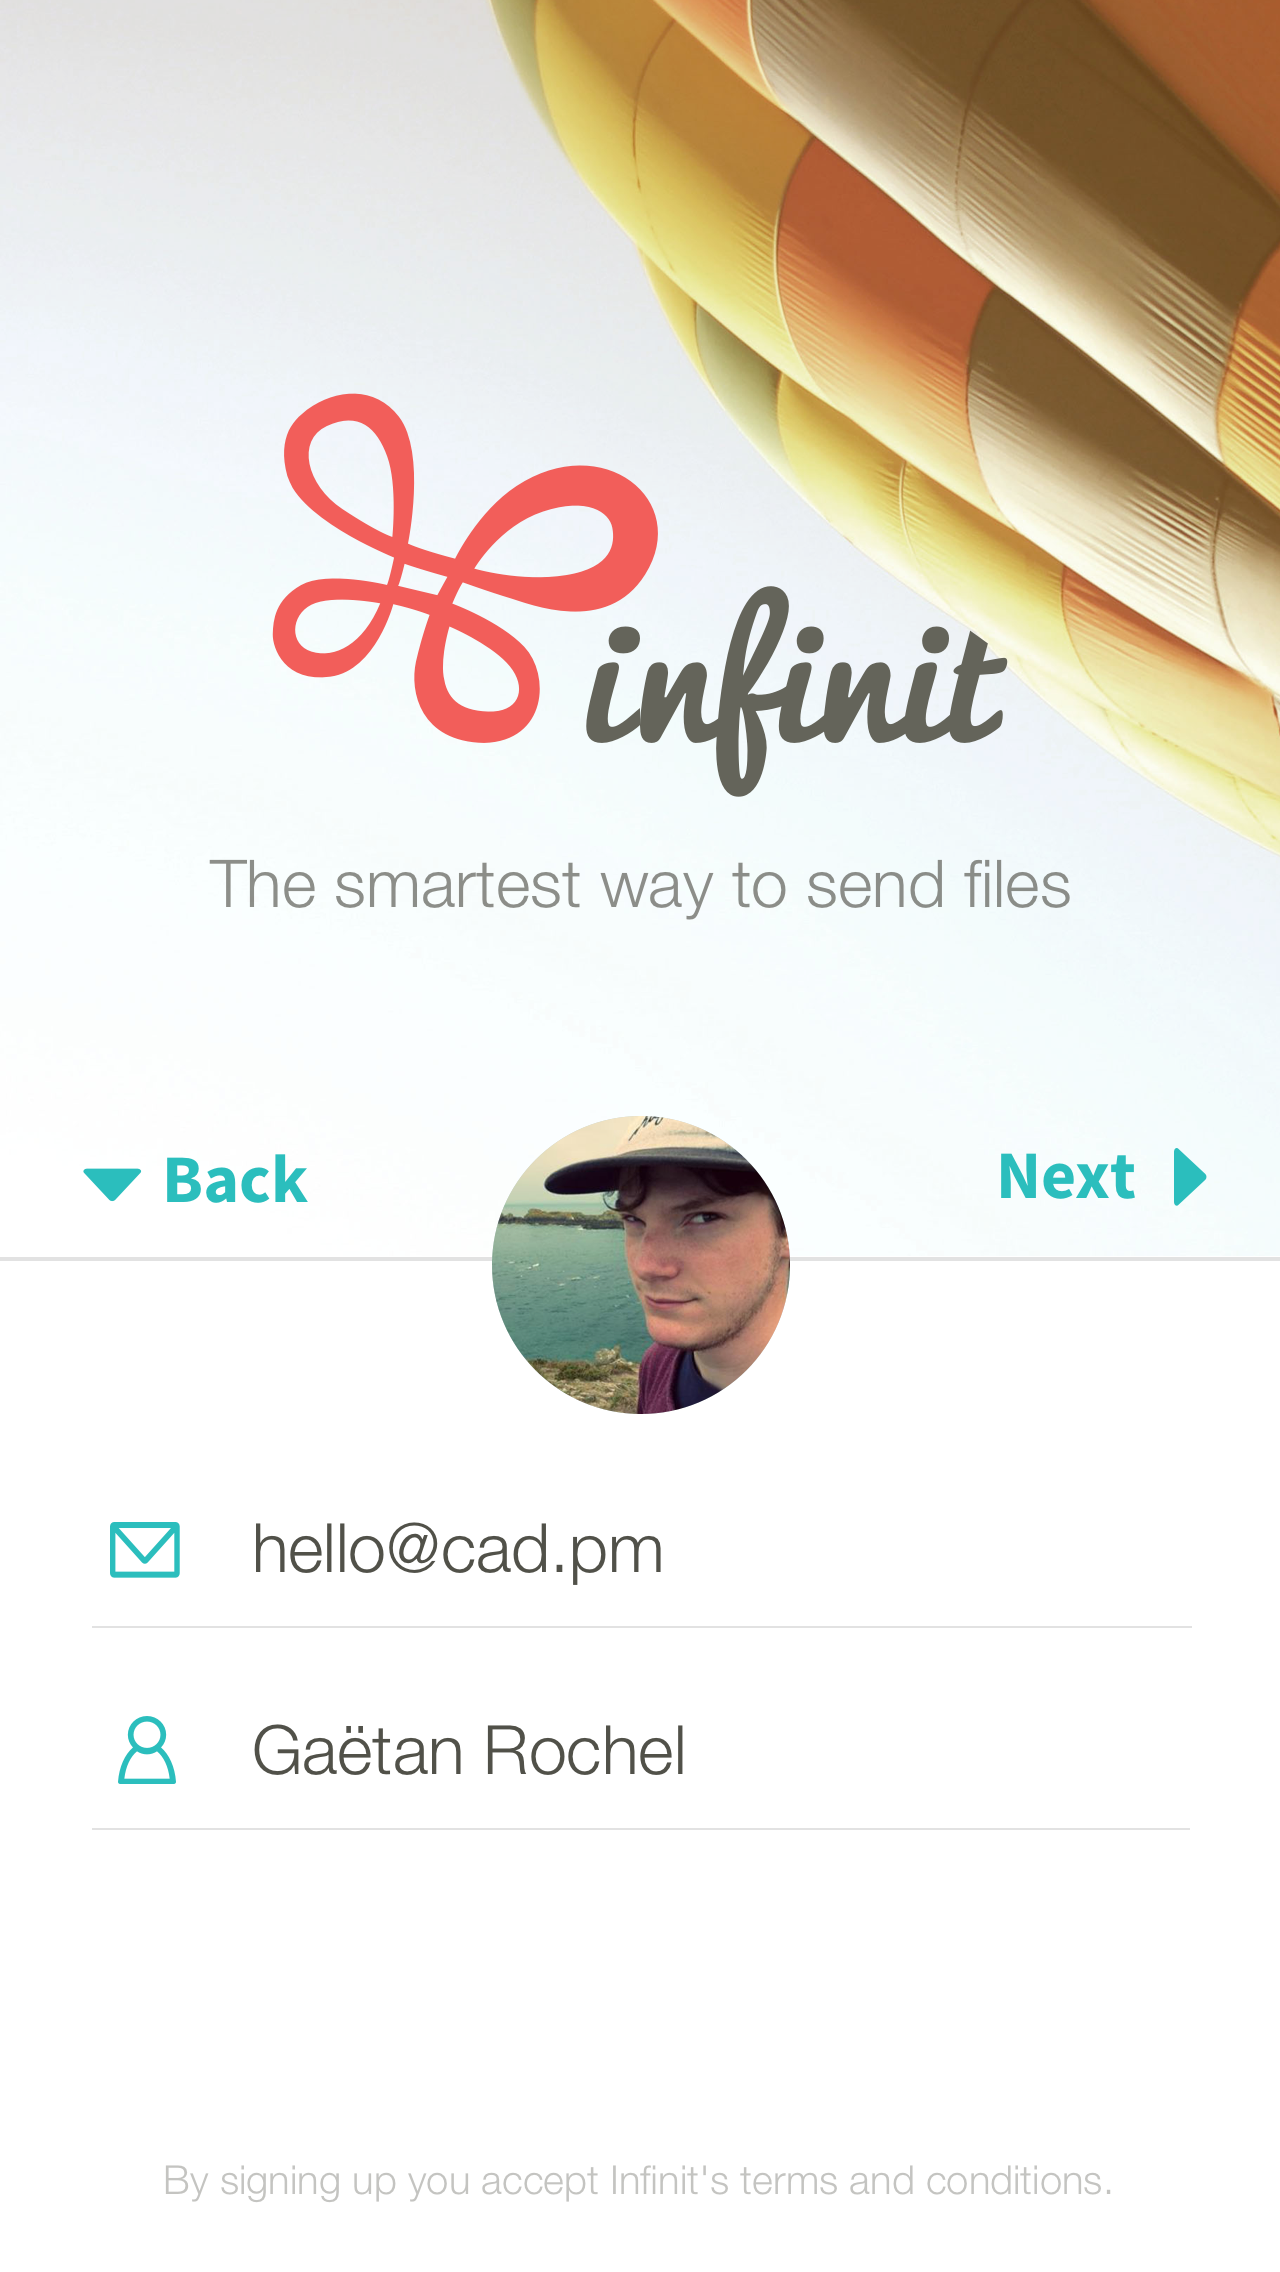 infinit
The smartest way to send files
Back
Next
hello@cad.pm
Gaëtan Rochel
By signing up you accept Infinit's terms and conditions.